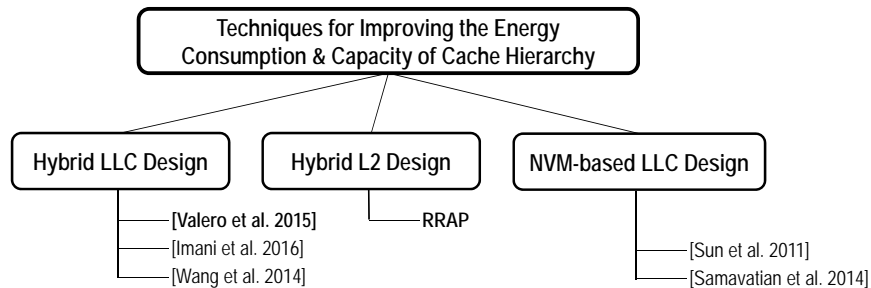 Techniques for Improving the Energy
Consumption & Capacity of Cache Hierarchy
Hybrid LLC Design
Hybrid L2 Design
NVM-based LLC Design
[Valero et al. 2015]
[Imani et al. 2016]
[Wang et al. 2014]
RRAP
[Sun et al. 2011]
[Samavatian et al. 2014]